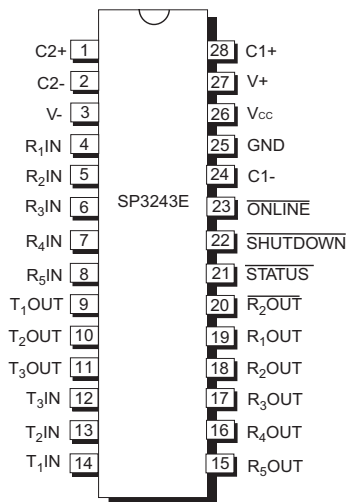 C2+ 1 28 C1+
C2- 2 27 V+
V- 3 26 Vcc
R1IN 4 25 GND
R2IN 5 24 C1-
R3IN 6 SP3243E 23 ONLINE
R4IN 7 22 SHUTDOWN
R5IN 8 21 STATUS
T1OUT 9 20 R2OUT
T2OUT 10 19 R1OUT
T3OUT 11 18 R2OUT
T3IN 12 17 R3OUT
T2IN 13 16 R4OUT
T1IN 14 15 R5OUT